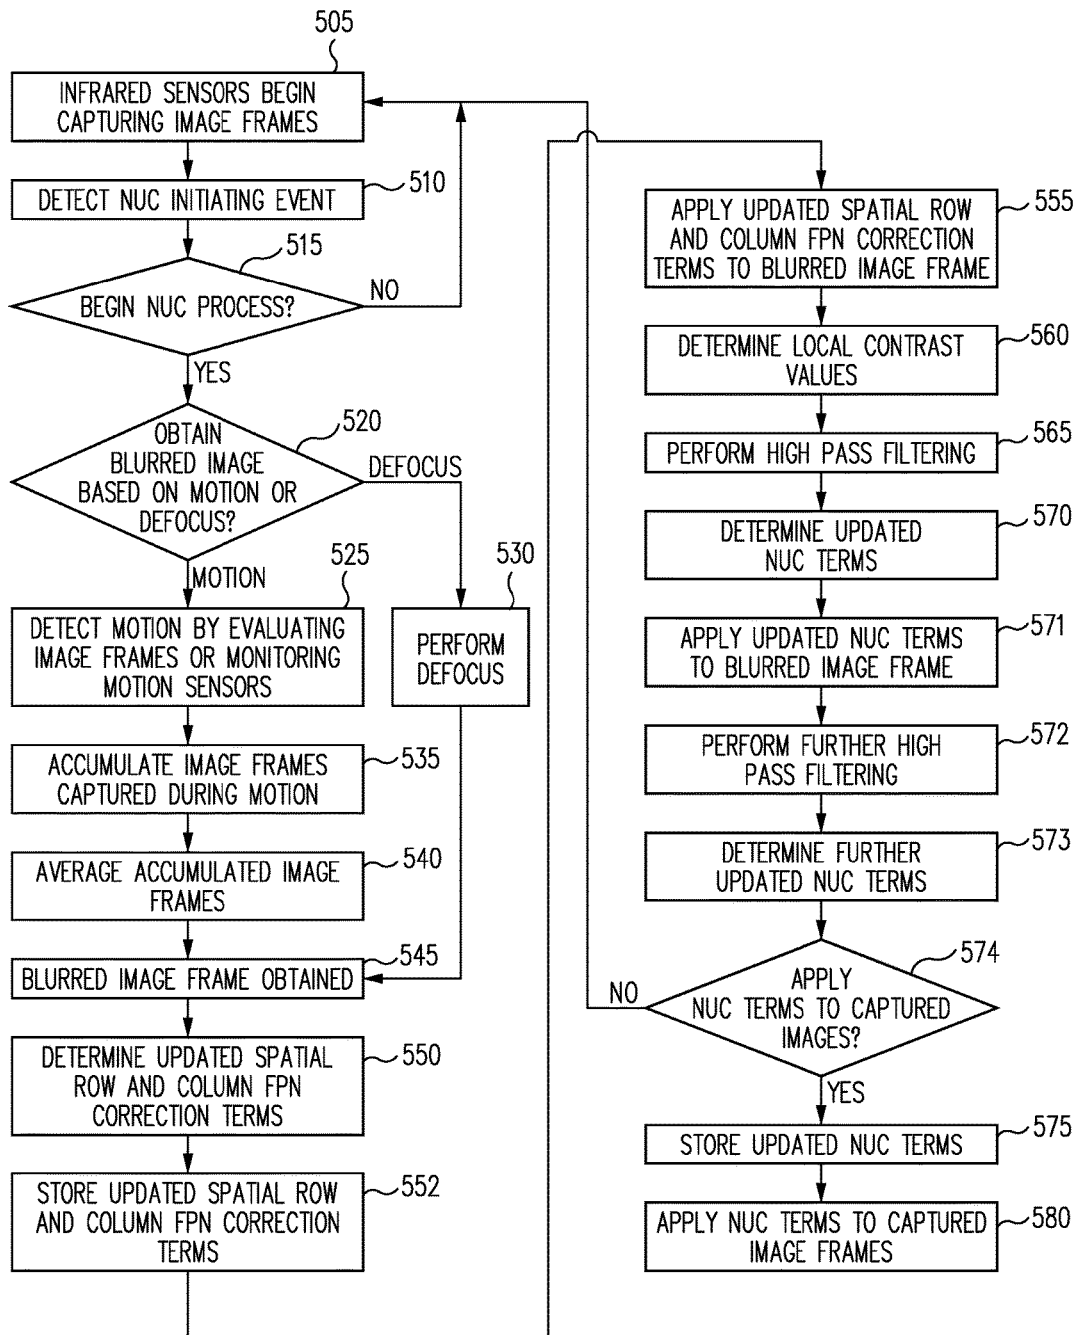 505
INFRARED SENSORS BEGIN
CAPTURING IMAGE FRAMES
510
DETECT NUC INITIATING EVENT
515
BEGIN NUC PROCESS?
NO
YES
520
OBTAIN
BLURRED IMAGE
BASED ON MOTION OR
DEFOCUS?
DEFOCUS
MOTION
525
DETECT MOTION BY EVALUATING
IMAGE FRAMES OR MONITORING
MOTION SENSORS
530
PERFORM
DEFOCUS
535
ACCUMULATE IMAGE FRAMES
CAPTURED DURING MOTION
540
AVERAGE ACCUMULATED IMAGE
FRAMES
545
BLURRED IMAGE FRAME OBTAINED
550
DETERMINE UPDATED SPATIAL
ROW AND COLUMN FPN
CORRECTION TERMS
552
STORE UPDATED SPATIAL ROW
AND COLUMN FPN CORRECTION
TERMS
555
APPLY UPDATED SPATIAL ROW
AND COLUMN FPN CORRECTION
TERMS TO BLURRED IMAGE FRAME
560
DETERMINE LOCAL CONTRAST
VALUES
565
PERFORM HIGH PASS FILTERING
570
DETERMINE UPDATED
NUC TERMS
571
APPLY UPDATED NUC TERMS
TO BLURRED IMAGE FRAME
572
PERFORM FURTHER HIGH
PASS FILTERING
573
DETERMINE FURTHER
UPDATED NUC TERMS
574
APPLY
NUC TERMS TO CAPTURED
IMAGES?
NO
YES
575
STORE UPDATED NUC TERMS
580
APPLY NUC TERMS TO CAPTURED
IMAGE FRAMES